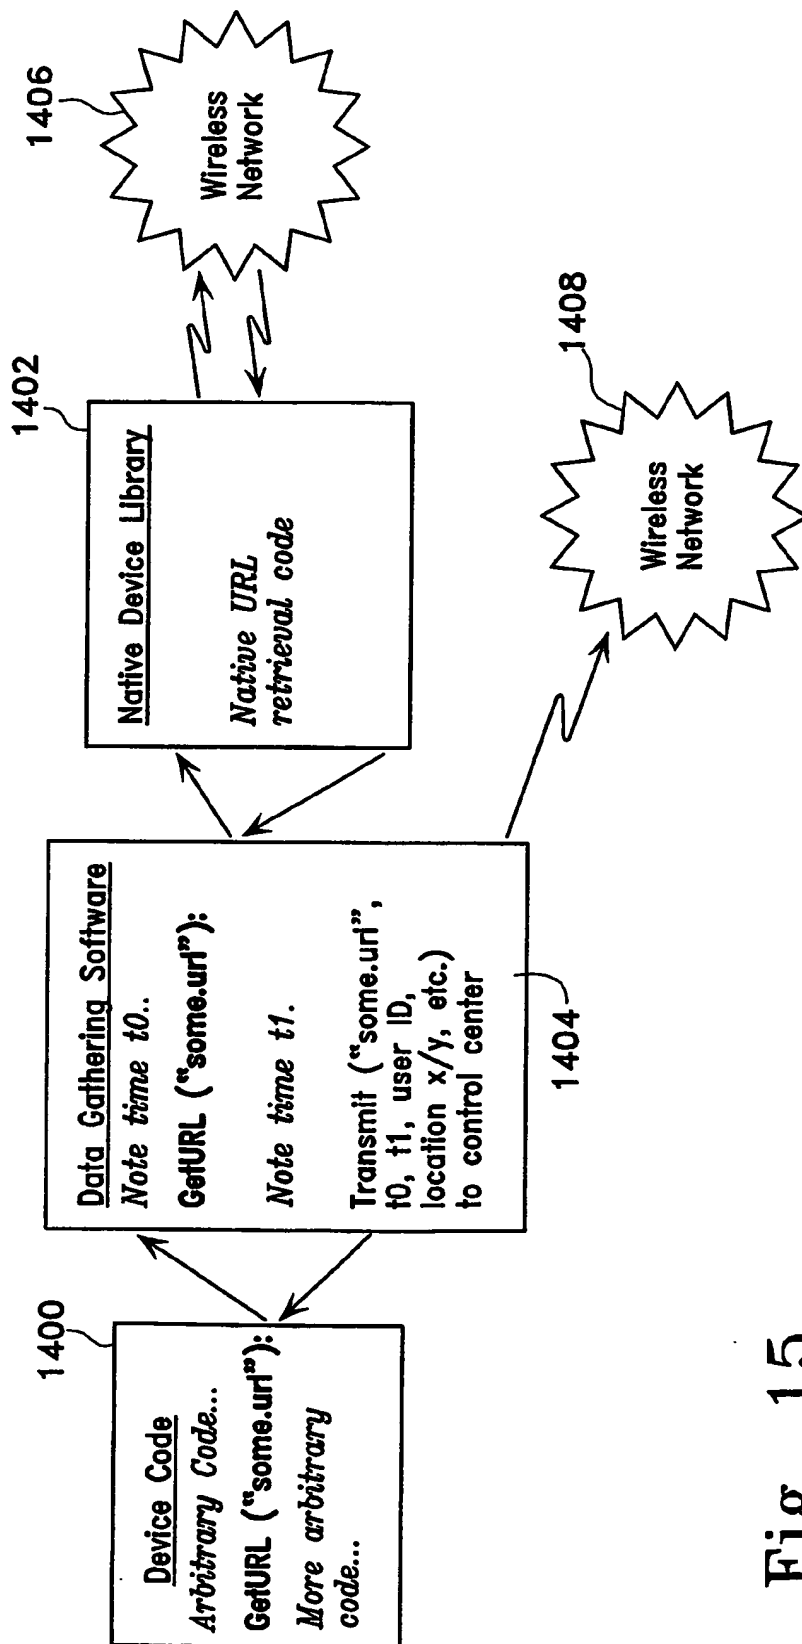 1400
Device Code
Arbitrary Code...
GetURL (“some.url”):
More arbitrary
code...
Data Gathering Software
Note time t0..
GetURL (“some.url”):
Note time t1.
Transmit (“some.url”,
t0, t1, user ID,
location x/y, etc.)
to control center
1404
1402
Native Device Library
Native URL
retrieval code
1406
Wireless
Network
1408
Wireless
Network
Fig. 15